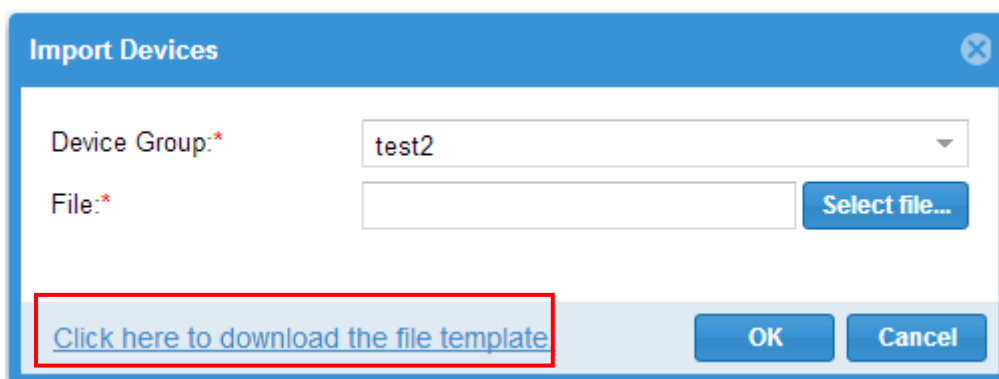 Import Devices
Device Group:* test2
File:* Select file...
Click here to download the file template.
OK Cancel